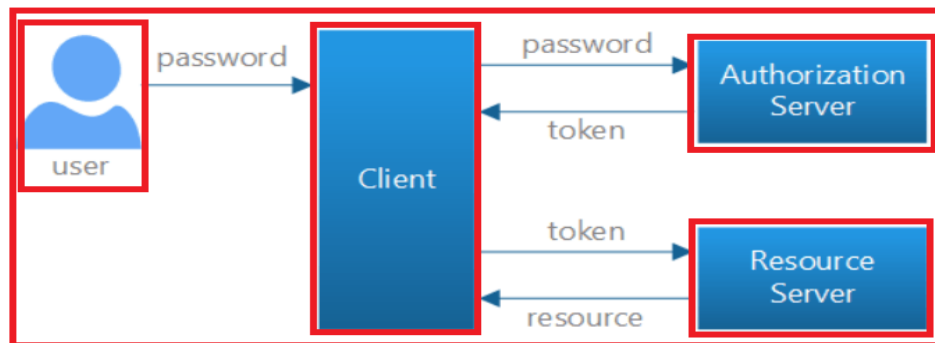 password
user
Client
password
token
Authorization
Server
token
resource
Resource
Server